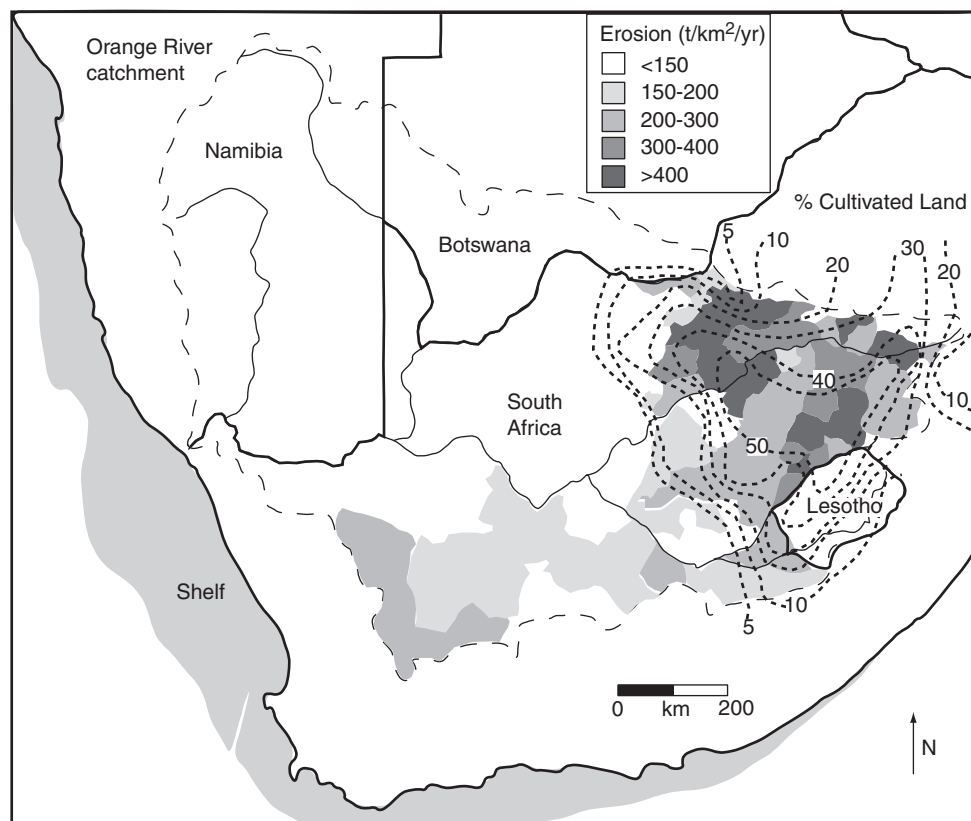 Orange River
catchment
Erosion (t/km²/yr)
<150
150-200
200-300
300-400
>400
Namibia
Botswana
% Cultivated Land
5
10
20
30
20
40
10
South
Africa
50
Lesotho
Shelf
10
5
0 km 200
N